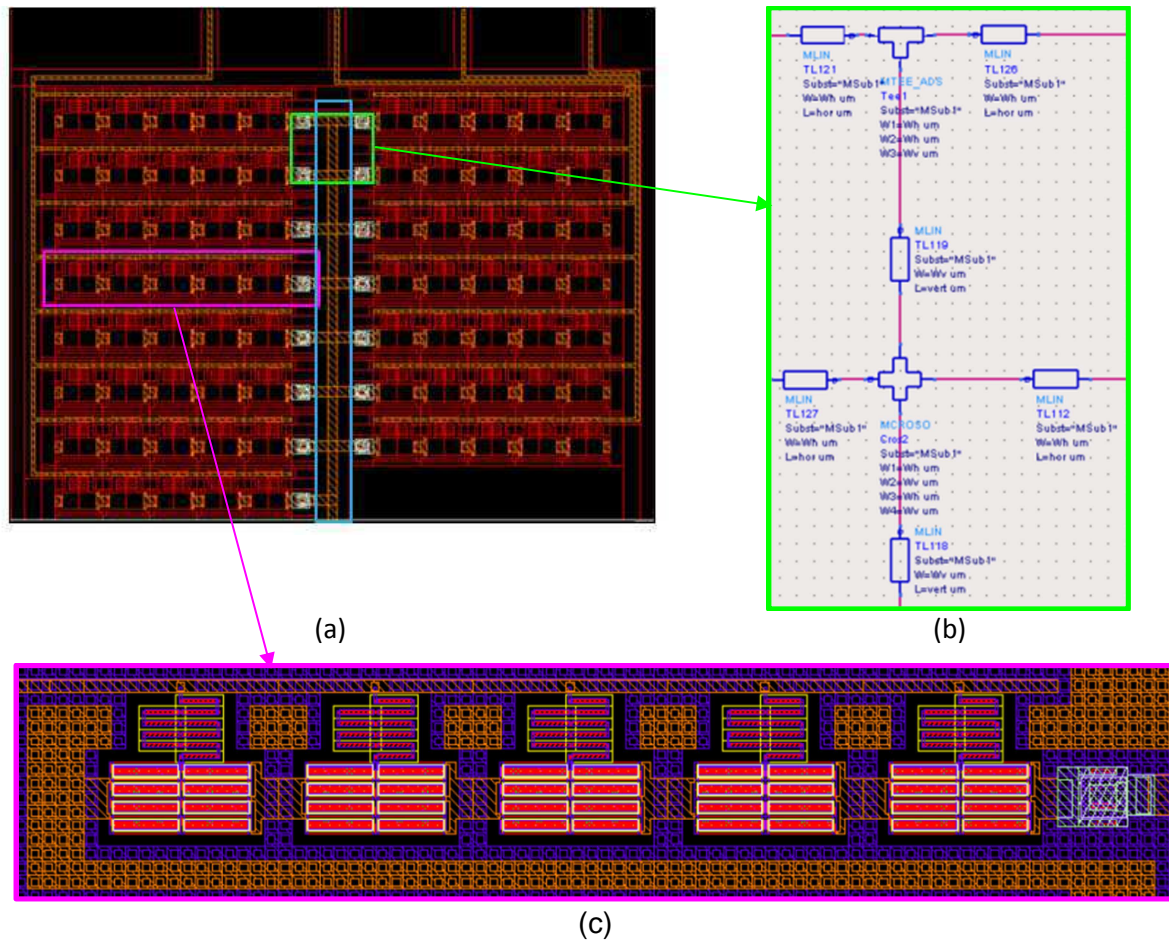 MLIN
TL121
Subst="MSub1"
W=Wh um
L=hor um
MTEE_ADS
Tee1
Subst="MSub1"
W1=Wh um
W2=Wh um
W3=Wv um
MLIN
TL126
Subst="MSub1"
W=Wh um
L=hor um
MLIN
TL119
Subst="MSub1"
W=Wv um
L=vert um
MLIN
TL127
Subst="MSub1"
W=Wh um
L=hor um
MCROSO
Cros2
Subst="MSub1"
W1=Wh um
W2=Wv um
W3=Wh um
W4=Wv um
MLIN
TL112
Subst="MSub1"
W=Wh um
L=hor um
MLIN
TL118
Subst="MSub1"
W=Wv um
L=vert um
(a)
(b)
(c)